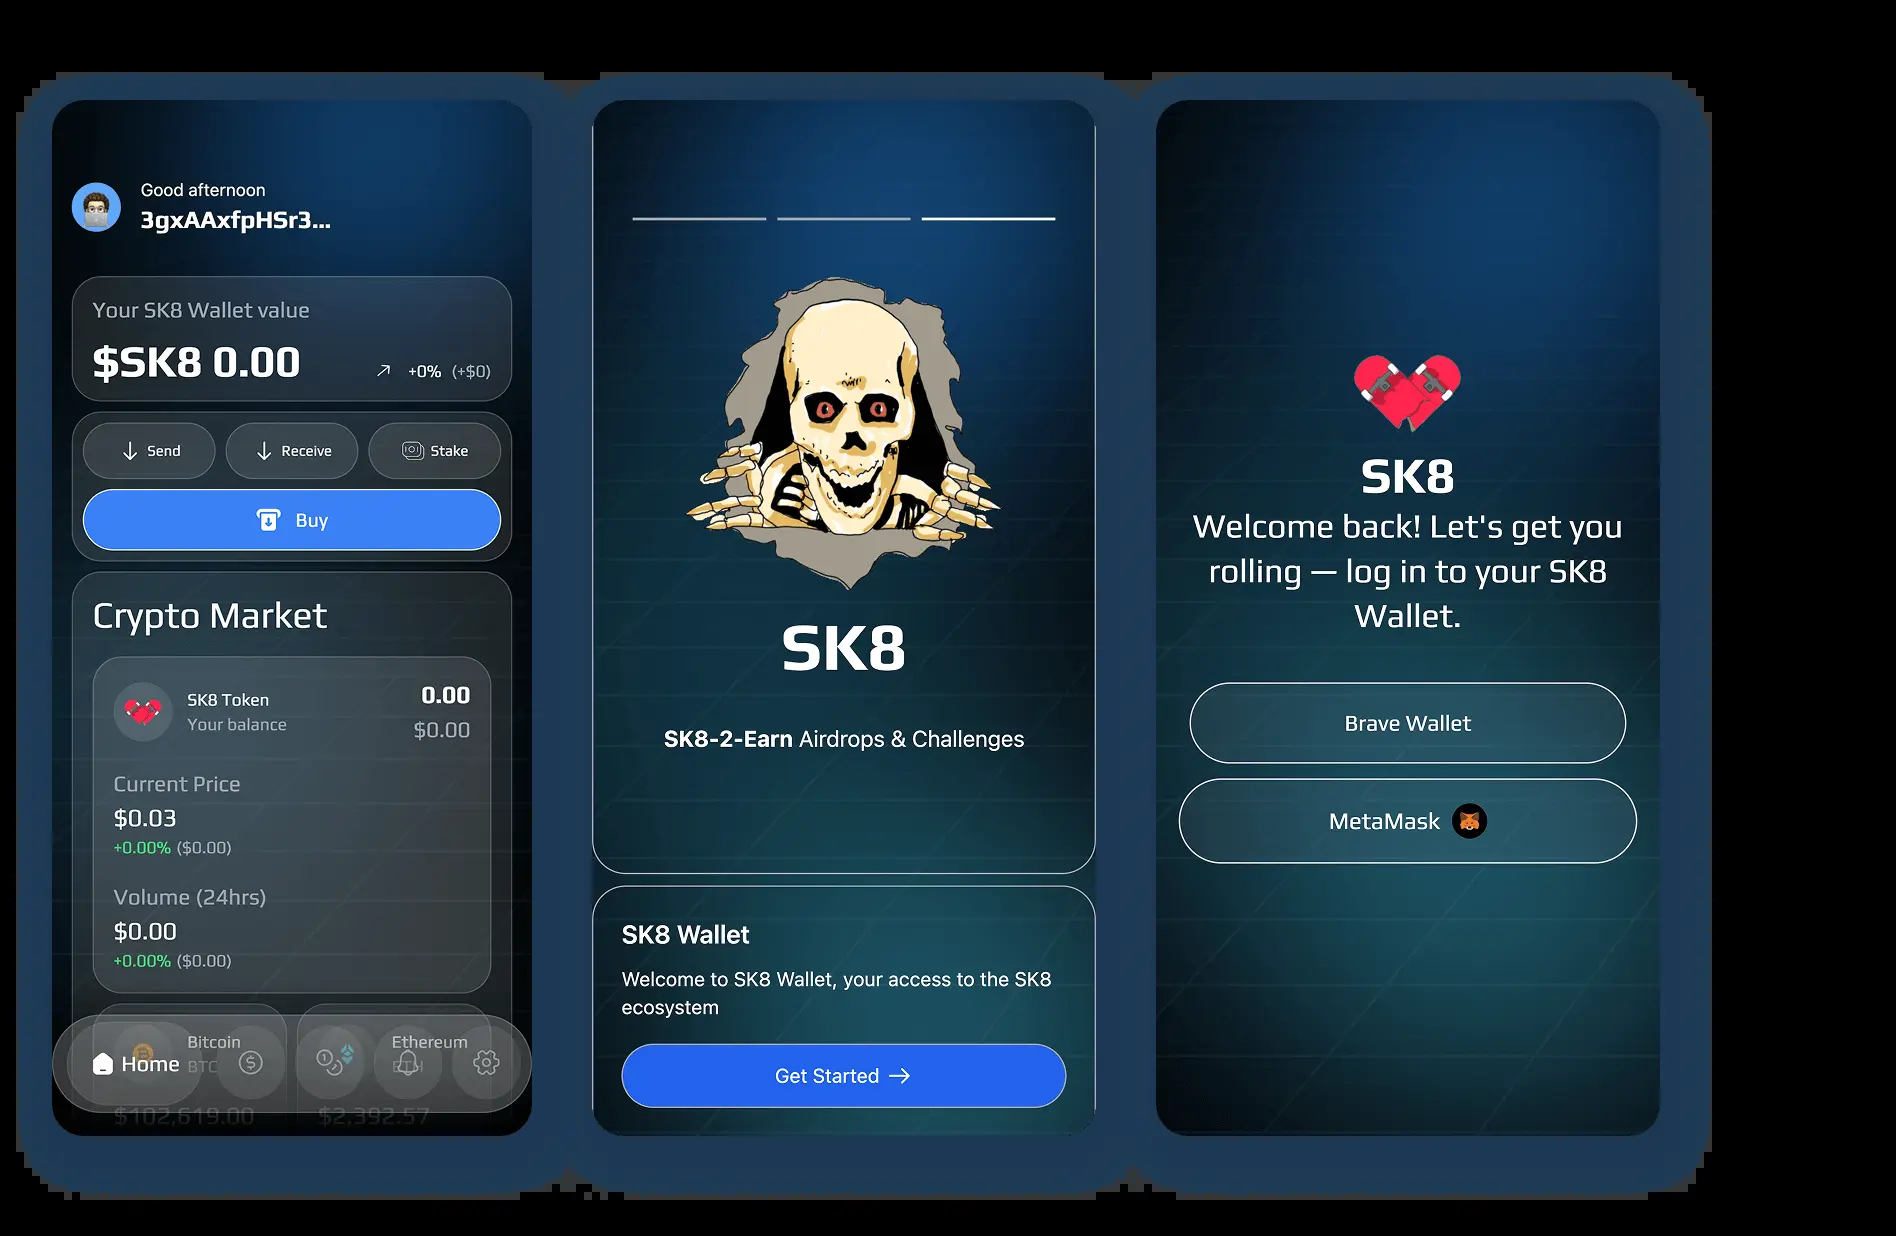 Good afternoon
3gxAAxfpHSr3...
Your SK8 Wallet value
$SK8 0.00
+0% (+$0)
Send
Receive
Stake
Buy
Crypto Market
SK8 Token
Your balance
0.00
$0.00
Current Price
$0.03
+0.00% ($0.00)
Volume (24hrs)
$0.00
+0.00% ($0.00)
Bitcoin
BTC
Ethereum
ETH
Home
$102,619.00
$2,392.57
SK8
SK8-2-Earn Airdrops & Challenges
SK8 Wallet
Welcome to SK8 Wallet, your access to the SK8
ecosystem
Get Started →
SK8
Welcome back! Let's get you
rolling — log in to your SK8
Wallet.
Brave Wallet
MetaMask